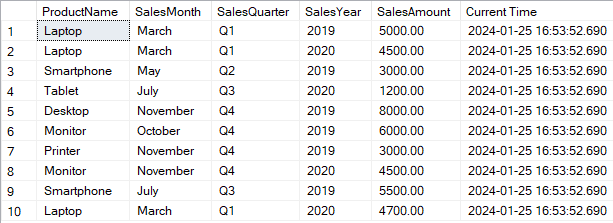 ProductName SalesMonth SalesQuarter SalesYear SalesAmount Current Time
1 Laptop March Q1 2019 5000.00 2024-01-25 16:53:52.690
2 Laptop March Q1 2020 4500.00 2024-01-25 16:53:52.690
3 Smartphone May Q2 2019 3000.00 2024-01-25 16:53:52.690
4 Tablet July Q3 2020 1200.00 2024-01-25 16:53:52.690
5 Desktop November Q4 2019 8000.00 2024-01-25 16:53:52.690
6 Monitor October Q4 2019 6000.00 2024-01-25 16:53:52.690
7 Printer November Q4 2019 3000.00 2024-01-25 16:53:52.690
8 Monitor November Q4 2020 4500.00 2024-01-25 16:53:52.690
9 Smartphone July Q3 2019 5500.00 2024-01-25 16:53:52.690
10 Laptop March Q1 2020 4700.00 2024-01-25 16:53:52.690